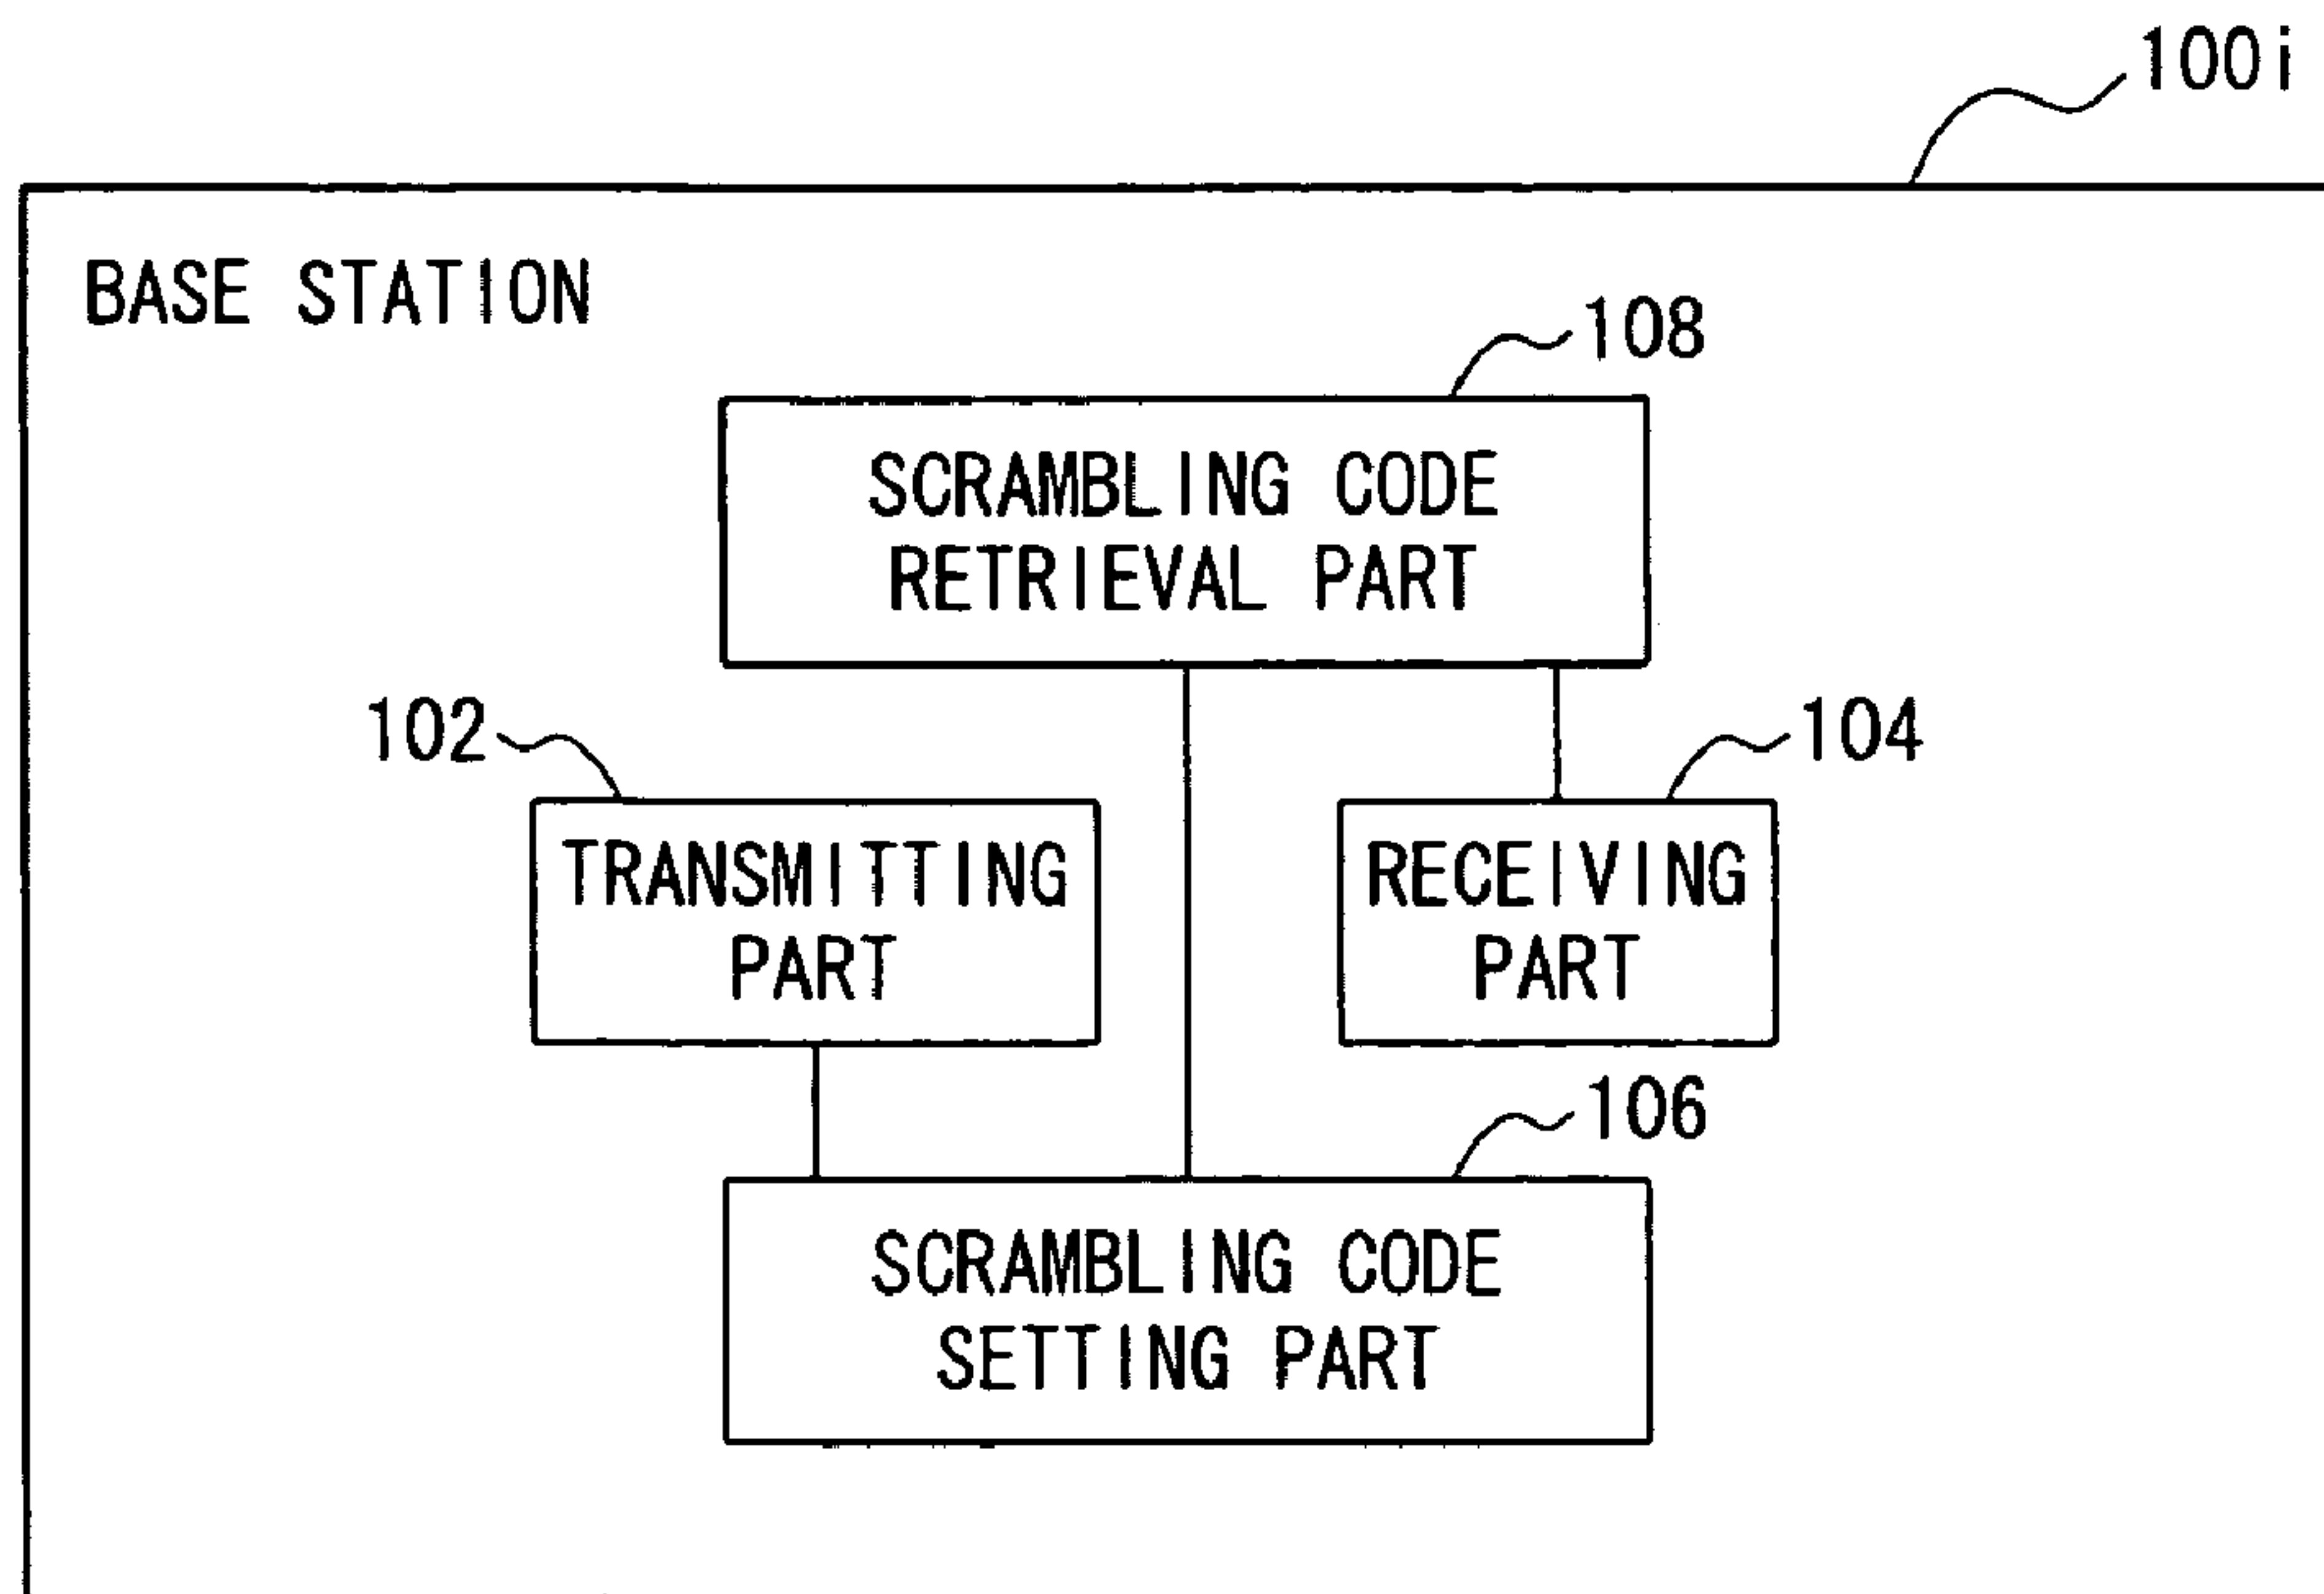 100i
BASE STATION
108
SCRAMBLING CODE
RETRIEVAL PART
102
104
TRANSMITTING
PART
RECEIVING
PART
106
SCRAMBLING CODE
SETTING PART